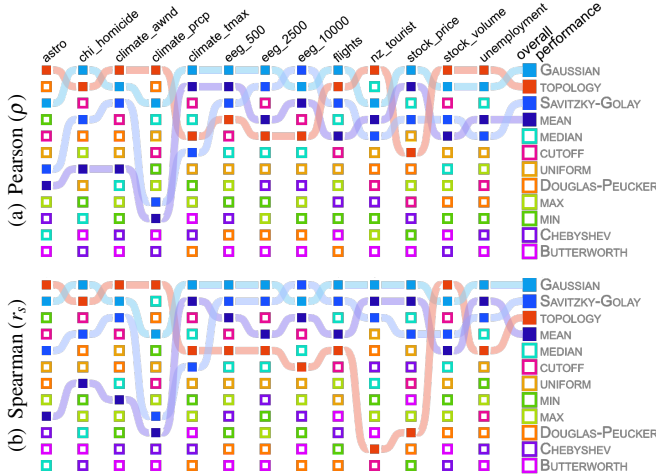 astro
chi_homicide
climate_awnd
climate_prcp
climate_tmax
eeg_500
eeg_2500
eeg_10000
flights
nz_tourist
stock_price
stock_volume
unemployment
overall
performance
(a) Pearson (ρ)
GAUSSIAN
TOPOLOGY
SAVITZKY-GOLAY
MEAN
MEDIAN
CUTOFF
UNIFORM
DOUGLAS-PEUCKER
MAX
MIN
CHEBYSHEV
BUTTERWORTH
(b) Spearman (rₛ)
GAUSSIAN
SAVITZKY-GOLAY
TOPOLOGY
MEAN
MEDIAN
CUTOFF
UNIFORM
MIN
MAX
DOUGLAS-PEUCKER
CHEBYSHEV
BUTTERWORTH